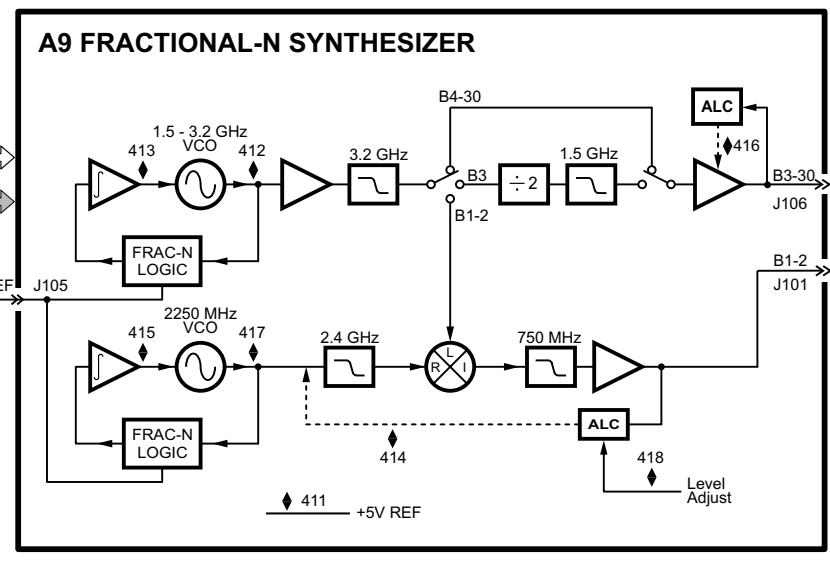 A9 FRACTIONAL-N SYNTHESIZER
B4-30
ALC
1.5 - 3.2 GHz
VCO
413
412
3.2 GHz
B3
÷ 2
1.5 GHz
416
B3-30
J106
B1-2
∫
FRAC-N
LOGIC
B1-2
J101
EF
J105
2250 MHz
VCO
415
417
2.4 GHz
L
R
I
750 MHz
∫
FRAC-N
LOGIC
414
ALC
418
Level
Adjust
411
+5V REF